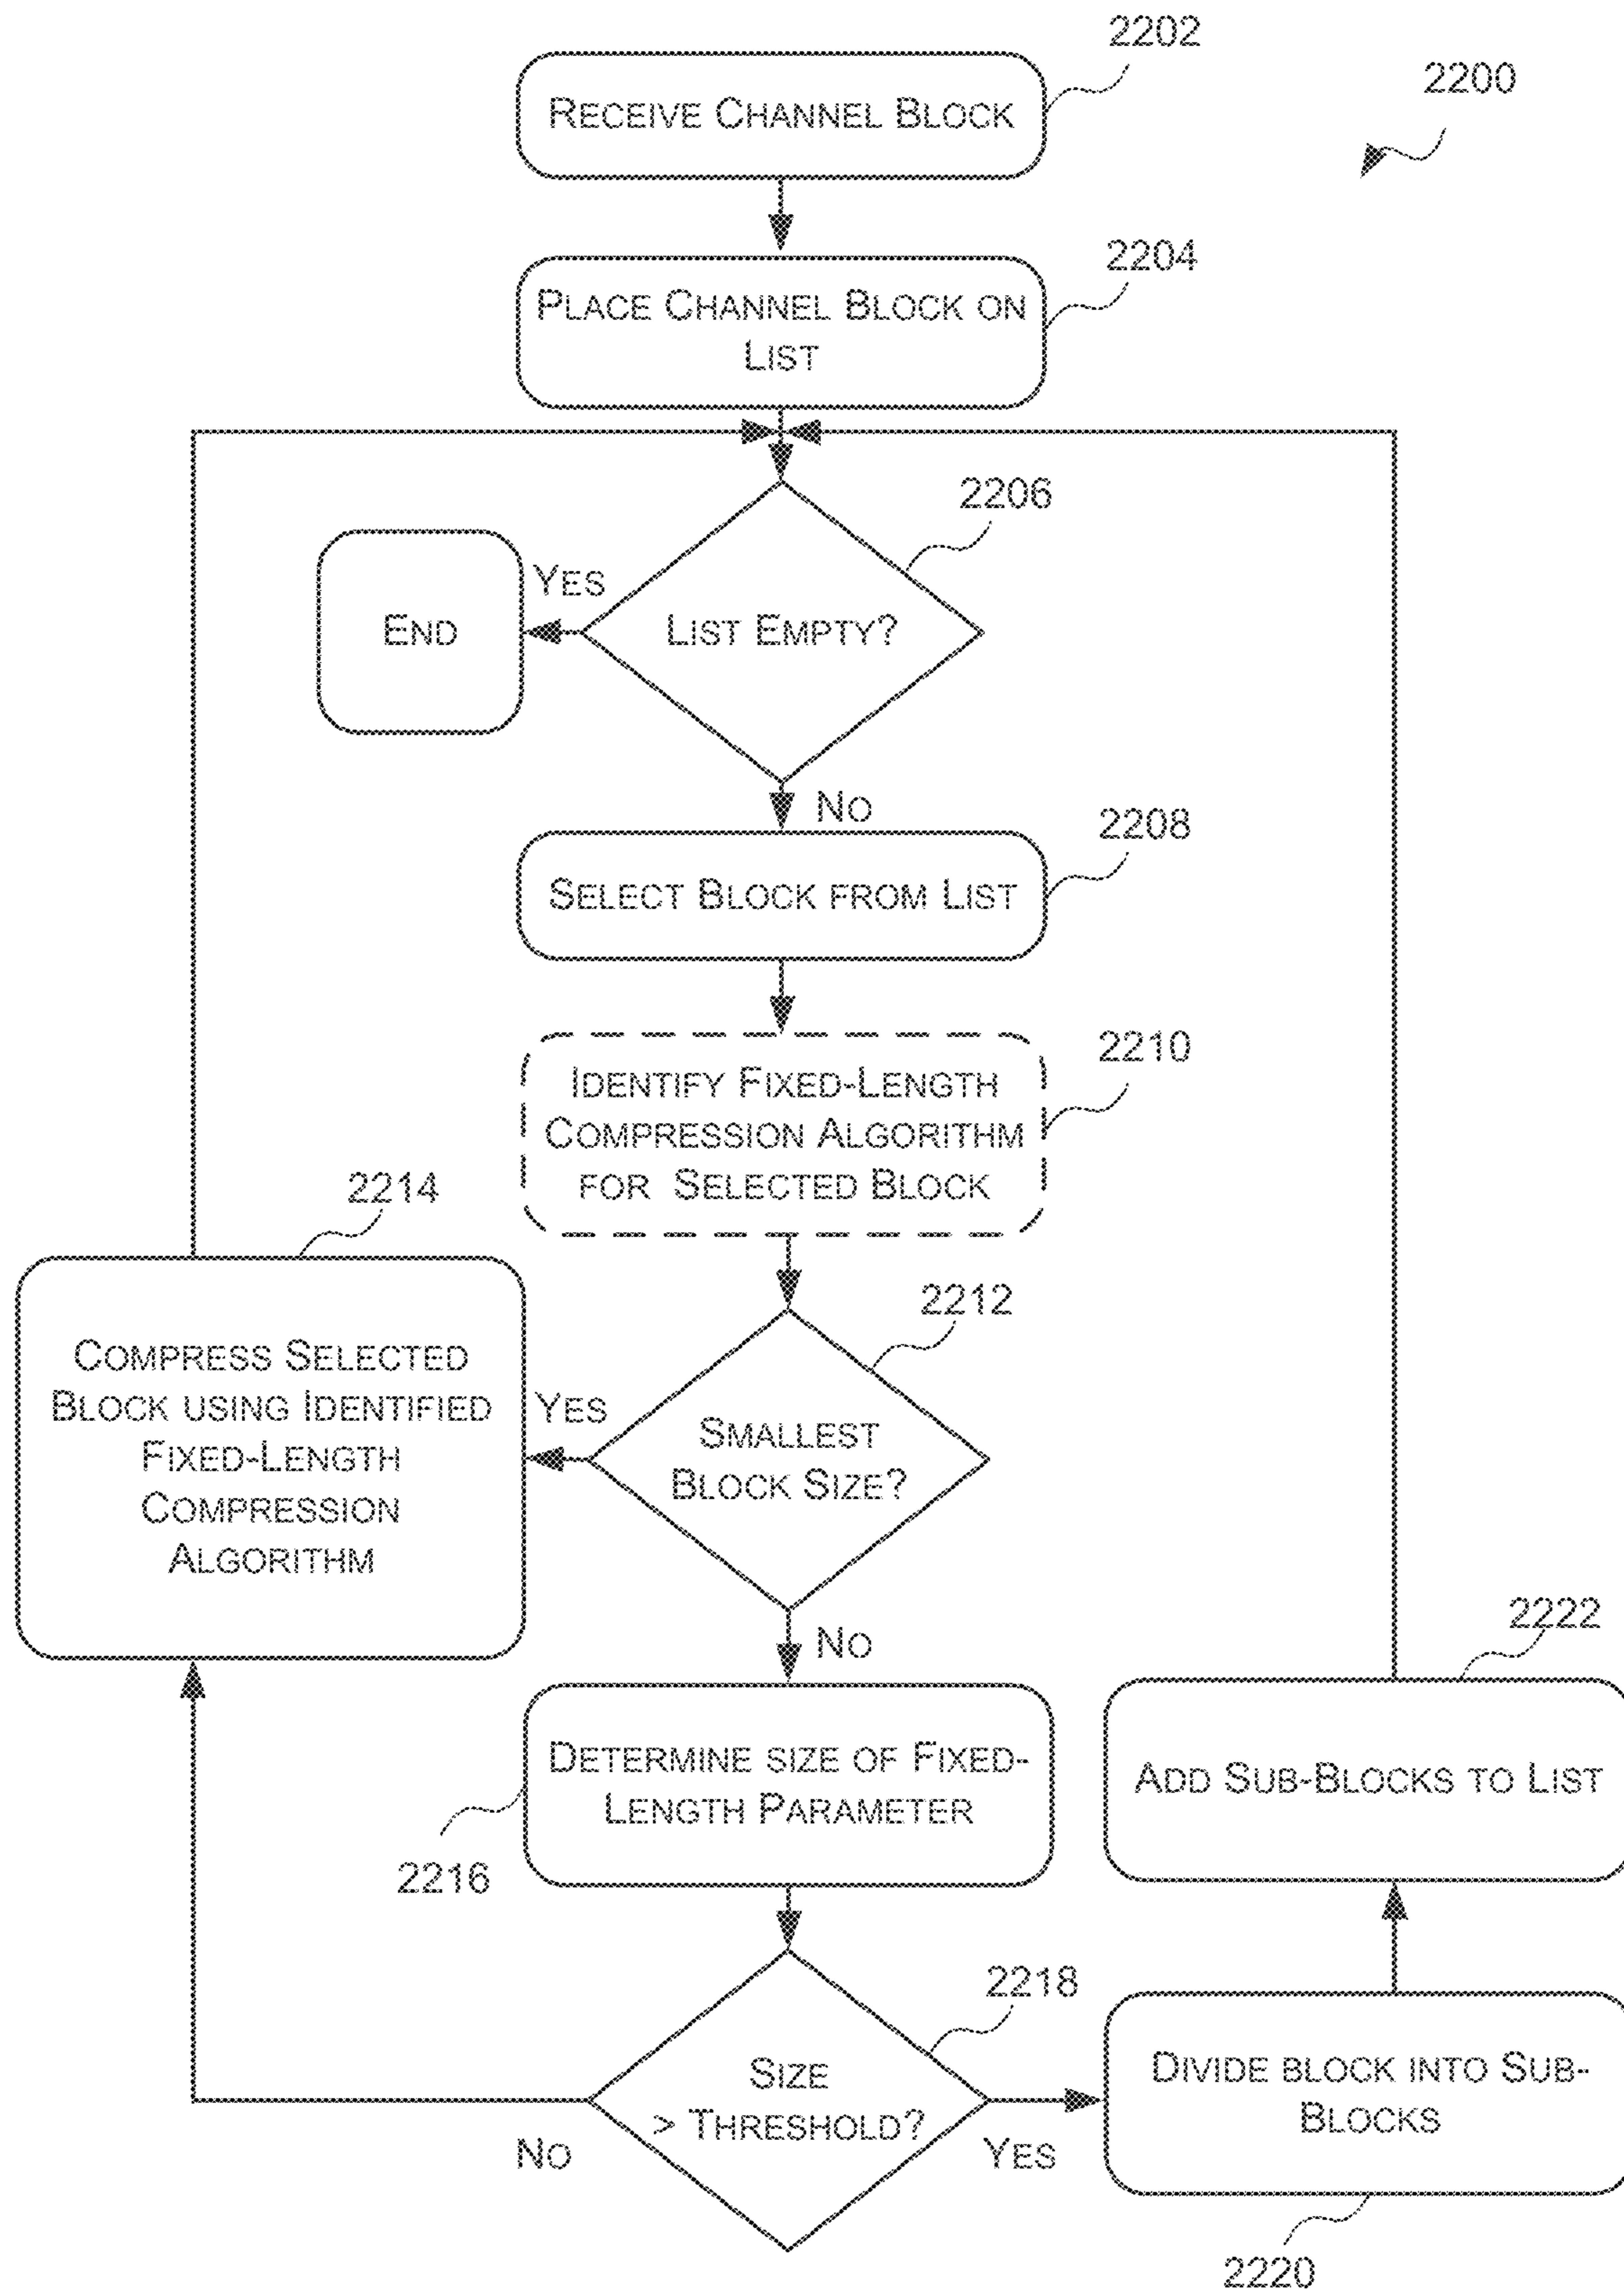 2202
2200
RECEIVE CHANNEL BLOCK
2204
PLACE CHANNEL BLOCK ON
LIST
2206
YES
END
LIST EMPTY?
NO
2208
SELECT BLOCK FROM LIST
2210
IDENTIFY FIXED-LENGTH
COMPRESSION ALGORITHM
FOR SELECTED BLOCK
2214
2212
COMPRESS SELECTED
BLOCK USING IDENTIFIED
FIXED-LENGTH
COMPRESSION
ALGORITHM
YES
SMALLEST
BLOCK SIZE?
NO
2222
DETERMINE SIZE OF FIXED-
LENGTH PARAMETER
ADD SUB-BLOCKS TO LIST
2216
2218
SIZE
> THRESHOLD?
NO
YES
DIVIDE BLOCK INTO SUB-
BLOCKS
2220